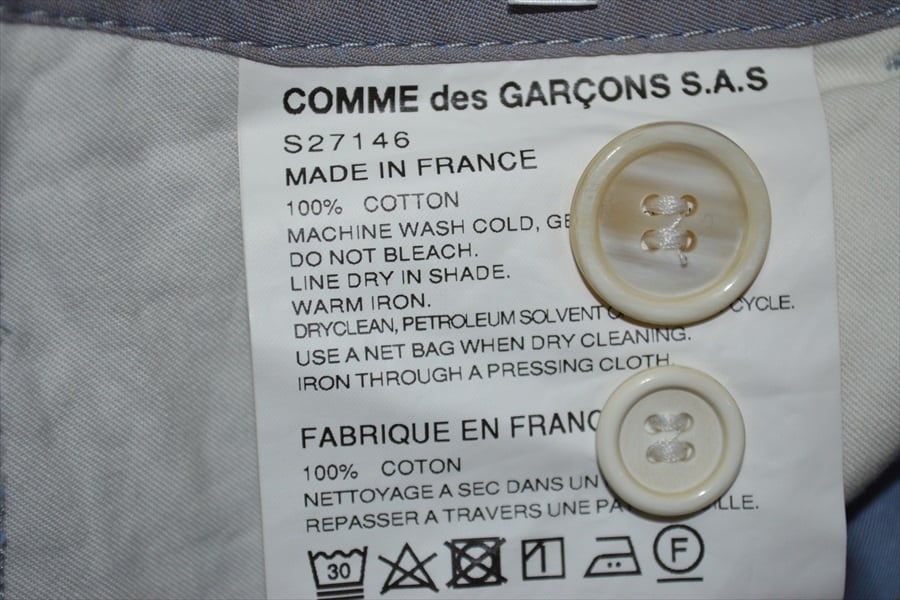 COMME des GARÇONS S.A.S
S27146
MADE IN FRANCE
100% COTTON
MACHINE WASH COLD,
DO NOT BLEACH.
LINE DRY IN SHADE.
WARM IRON.
DRYCLEAN, PETROLEUM SOLVENT
USE A NET BAG WHEN DRY CLEANING.
IRON THROUGH A PRESSING CLOTH.
FABRIQUE EN
100% COTON
NETTOYAGE A SEC DANS UN
REPASSER A TRAVERS UNE
30
F